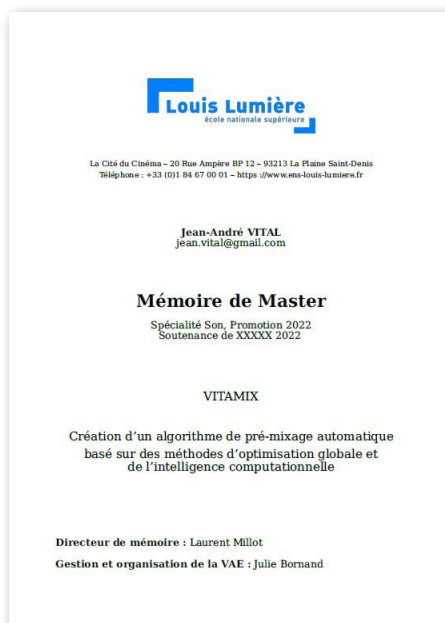 Louis Lumière
école nationale supérieure
La Cité du Cinéma – 20 Rue Ampère BP 12 – 93213 La Plaine Saint-Denis
Téléphone : +33 (0)1 84 67 00 01 – https ://www.ens-louis-lumiere.fr
Jean-André VITAL
jean.vital@gmail.com
Mémoire de Master
Spécialité Son, Promotion 2022
Soutenance de XXXXX 2022
VITAMIX
Création d’un algorithme de pré-mixage automatique
basé sur des méthodes d’optimisation globale et
de l’intelligence computationnelle
Directeur de mémoire : Laurent Millot
Gestion et organisation de la VAE : Julie Bornand